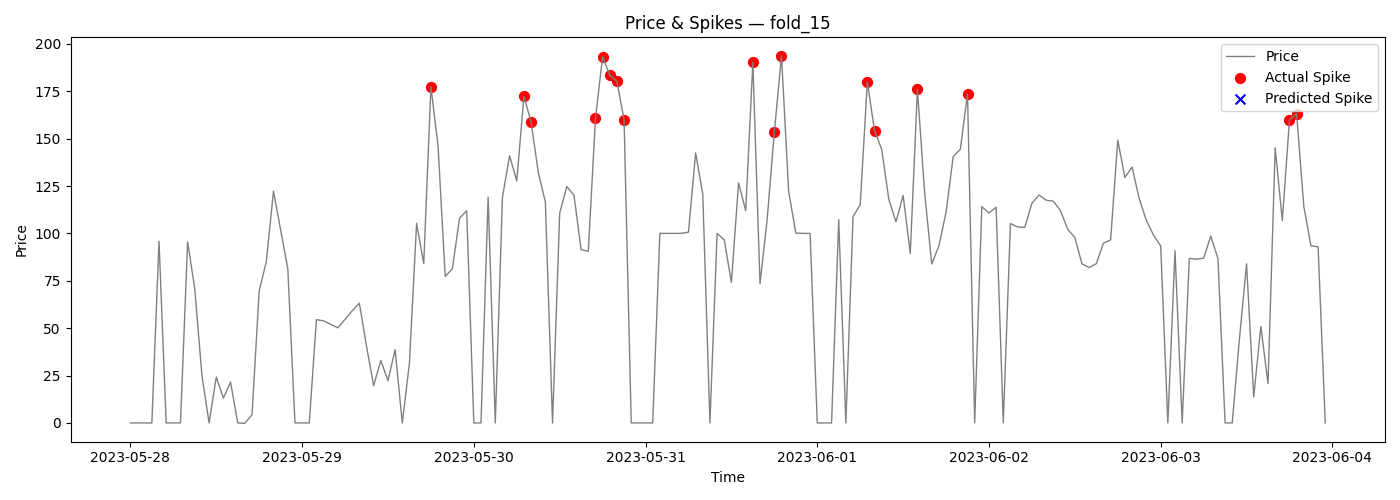 Price & Spikes — fold_15
200
175
150
125
100
75
50
25
0
Price
Price
Actual Spike
Predicted Spike
2023-05-28
2023-05-29
2023-05-30
2023-05-31
2023-06-01
2023-06-02
2023-06-03
2023-06-04
Time